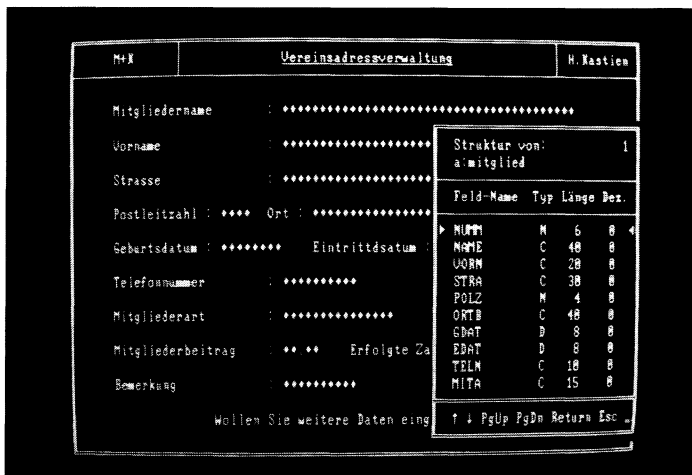 M+K Vereinsadressverwaltung H.Kastien
Mitgliedername : ♦♦♦♦♦♦♦♦♦♦♦♦♦♦♦♦♦♦♦♦♦♦♦♦♦♦♦♦♦♦♦♦♦♦♦♦♦♦♦♦
Vorname : ♦♦♦♦♦♦♦♦♦♦♦♦♦♦♦♦♦♦♦♦
Strasse : ♦♦♦♦♦♦♦♦♦♦♦♦♦♦♦♦♦♦♦♦
Postleitzahl : ♦♦♦♦ Ort : ♦♦♦♦♦♦♦♦♦♦♦♦♦♦♦♦
Geburtsdatum : ♦♦♦♦♦♦♦♦ Eintrittdsatum :
Telefonnummer : ♦♦♦♦♦♦♦♦♦♦
Mitgliederart : ♦♦♦♦♦♦♦♦♦♦♦♦♦♦♦
Mitgliederbeitrag : ♦♦.♦♦ Erfolgte Za
Bemerkung : ♦♦♦♦♦♦♦♦♦♦
Wollen Sie weitere Daten eing
Struktur von: 1
a:mitglied
Feld-Name Typ Länge Dez.
NUMM N 6 0
NAME C 40 0
VORN C 20 0
STRA C 30 0
POLZ N 4 0
ORTB C 40 0
GDAT D 8 0
EDAT D 8 0
TELN C 10 0
MITA C 15 0
↑ ↓ PgUp PgDn Return Esc